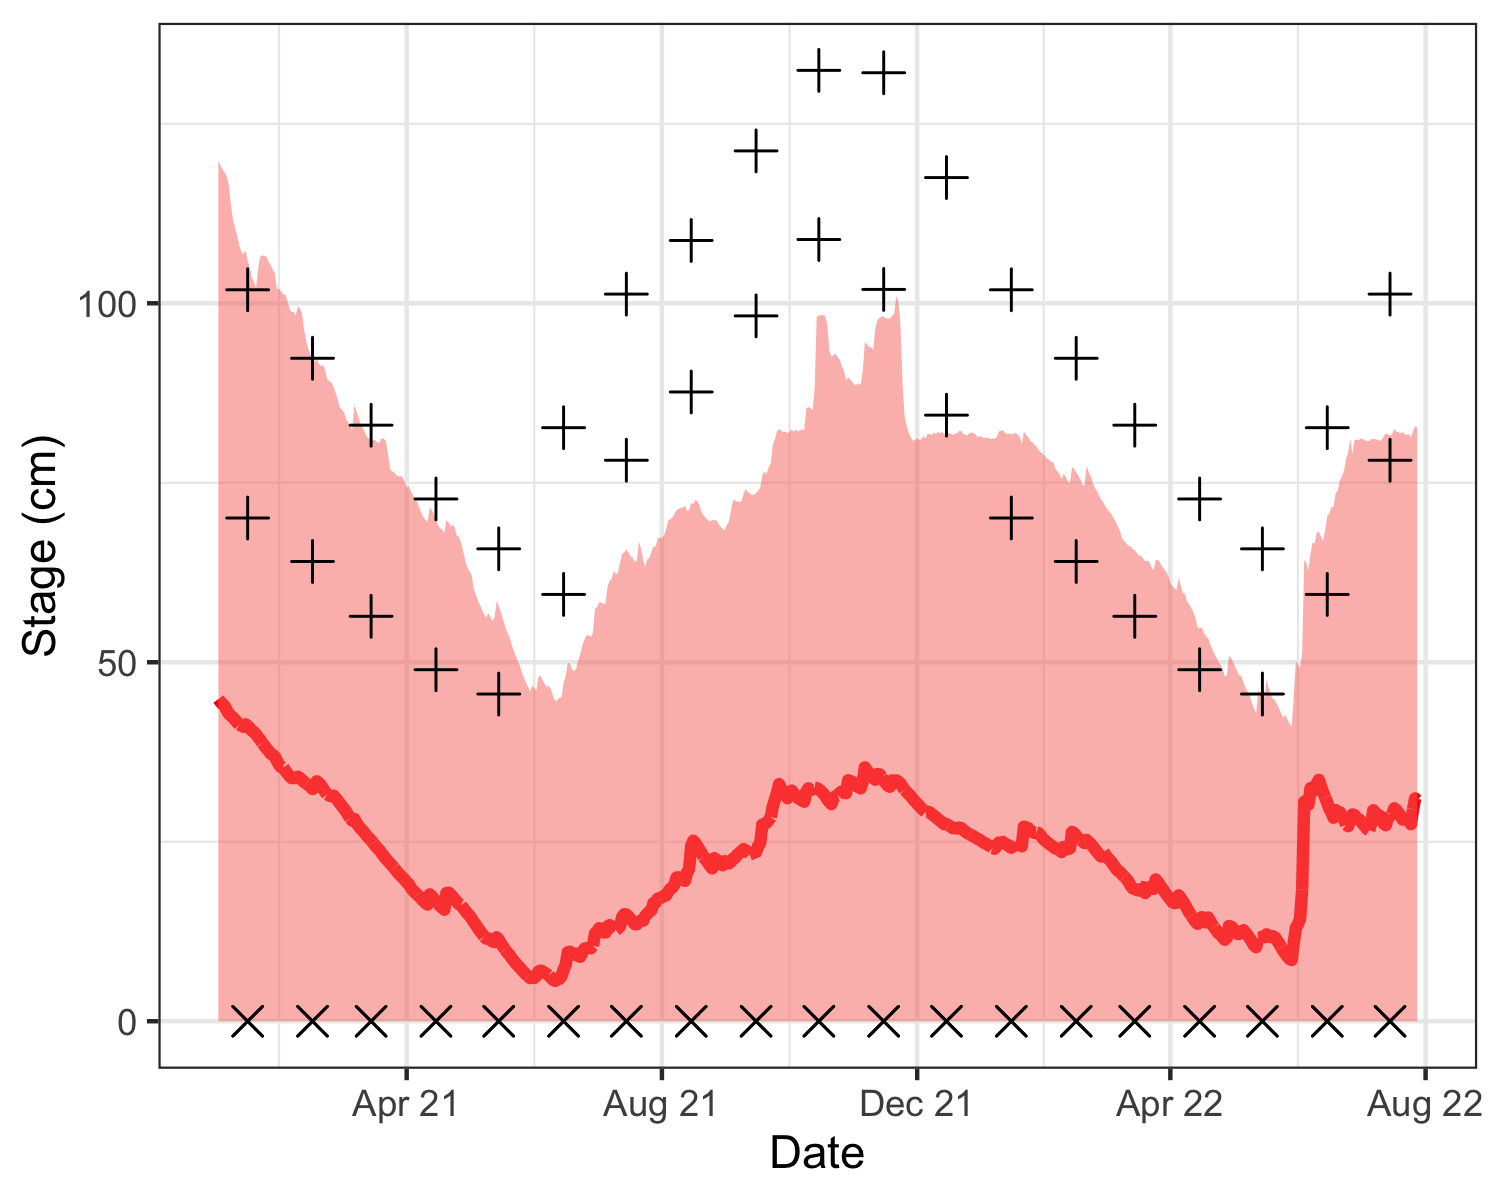 Stage (cm)
100
50
0
Apr 21
Aug 21
Dec 21
Apr 22
Aug 22
Date